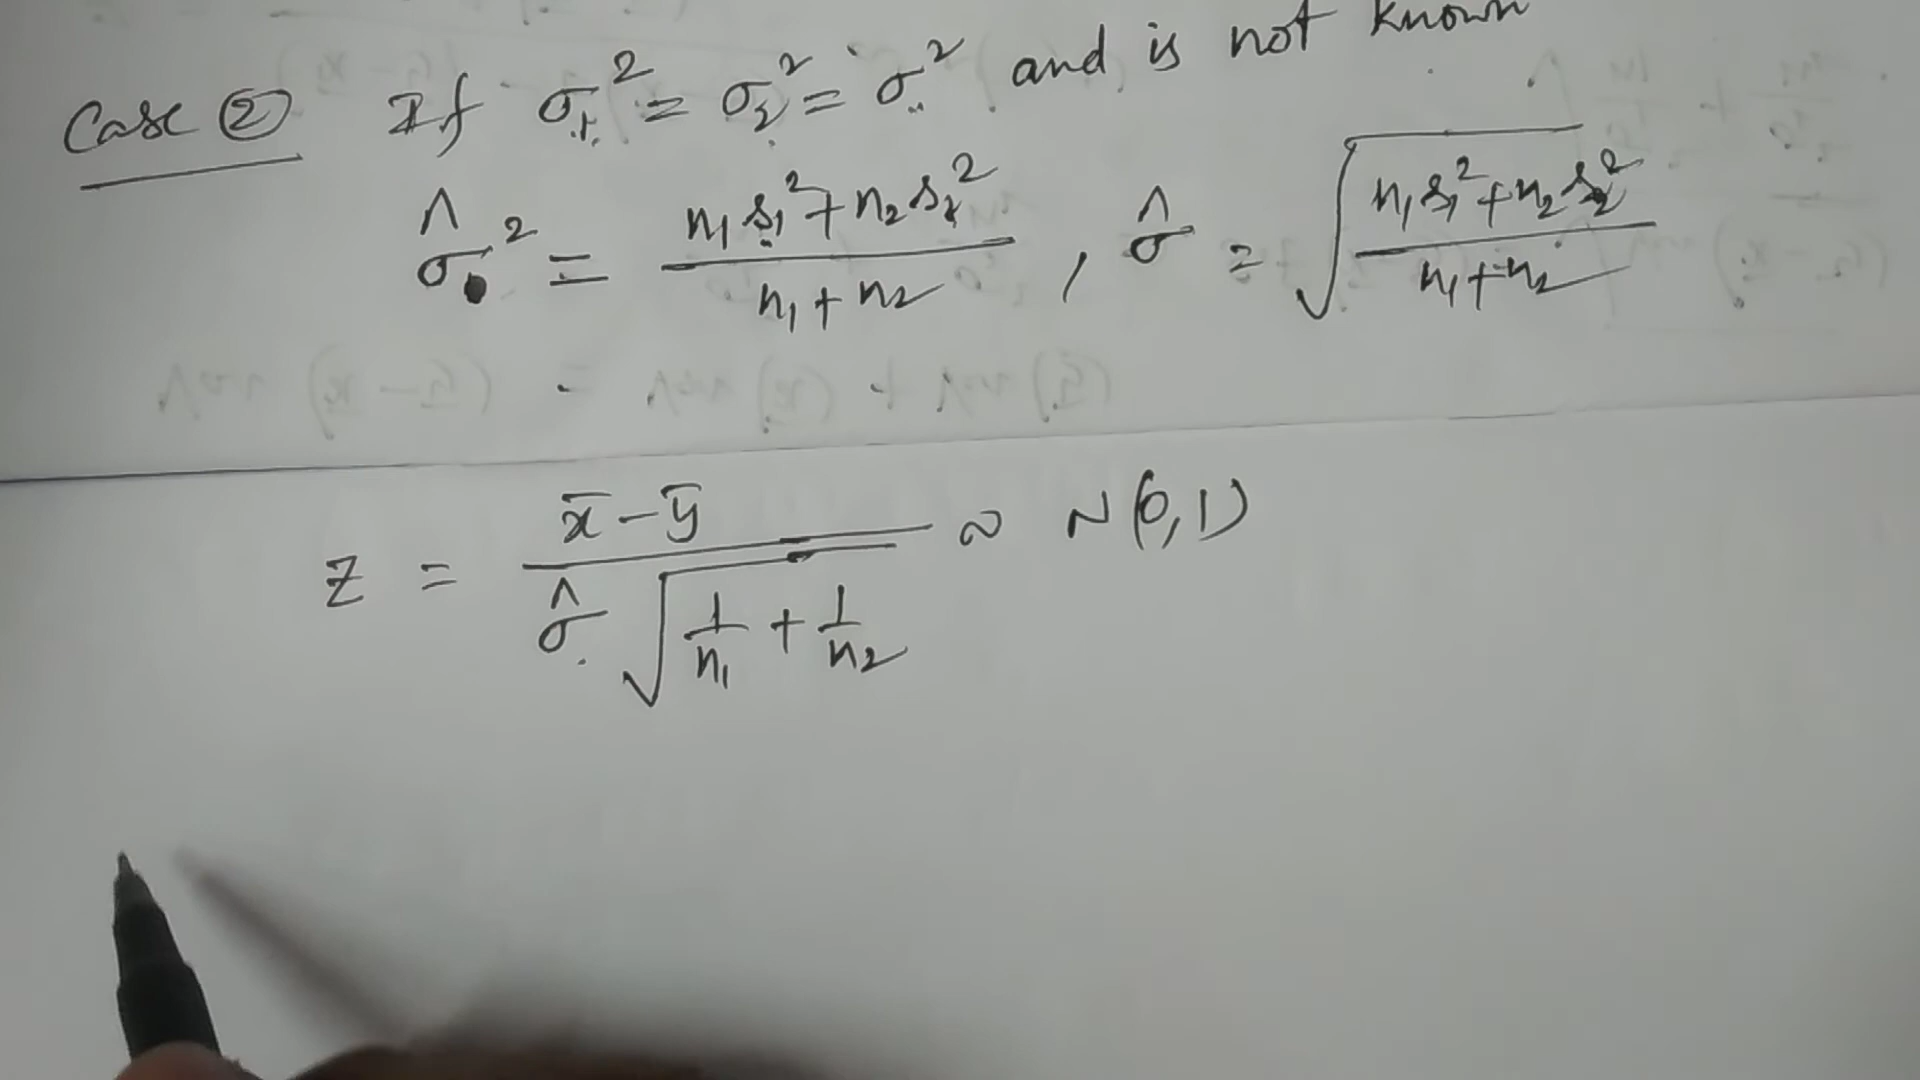 Case ② If σ₁² = σ₂² = σ² and is not known
σ̂² = (n₁s₁² + n₂s₂²) / (n₁ + n₂) , σ̂ = √((n₁s₁² + n₂s₂²) / (n₁ + n₂))
Z = (x̄ − ȳ) / (σ̂ √(1/n₁ + 1/n₂)) ~ N(0,1)